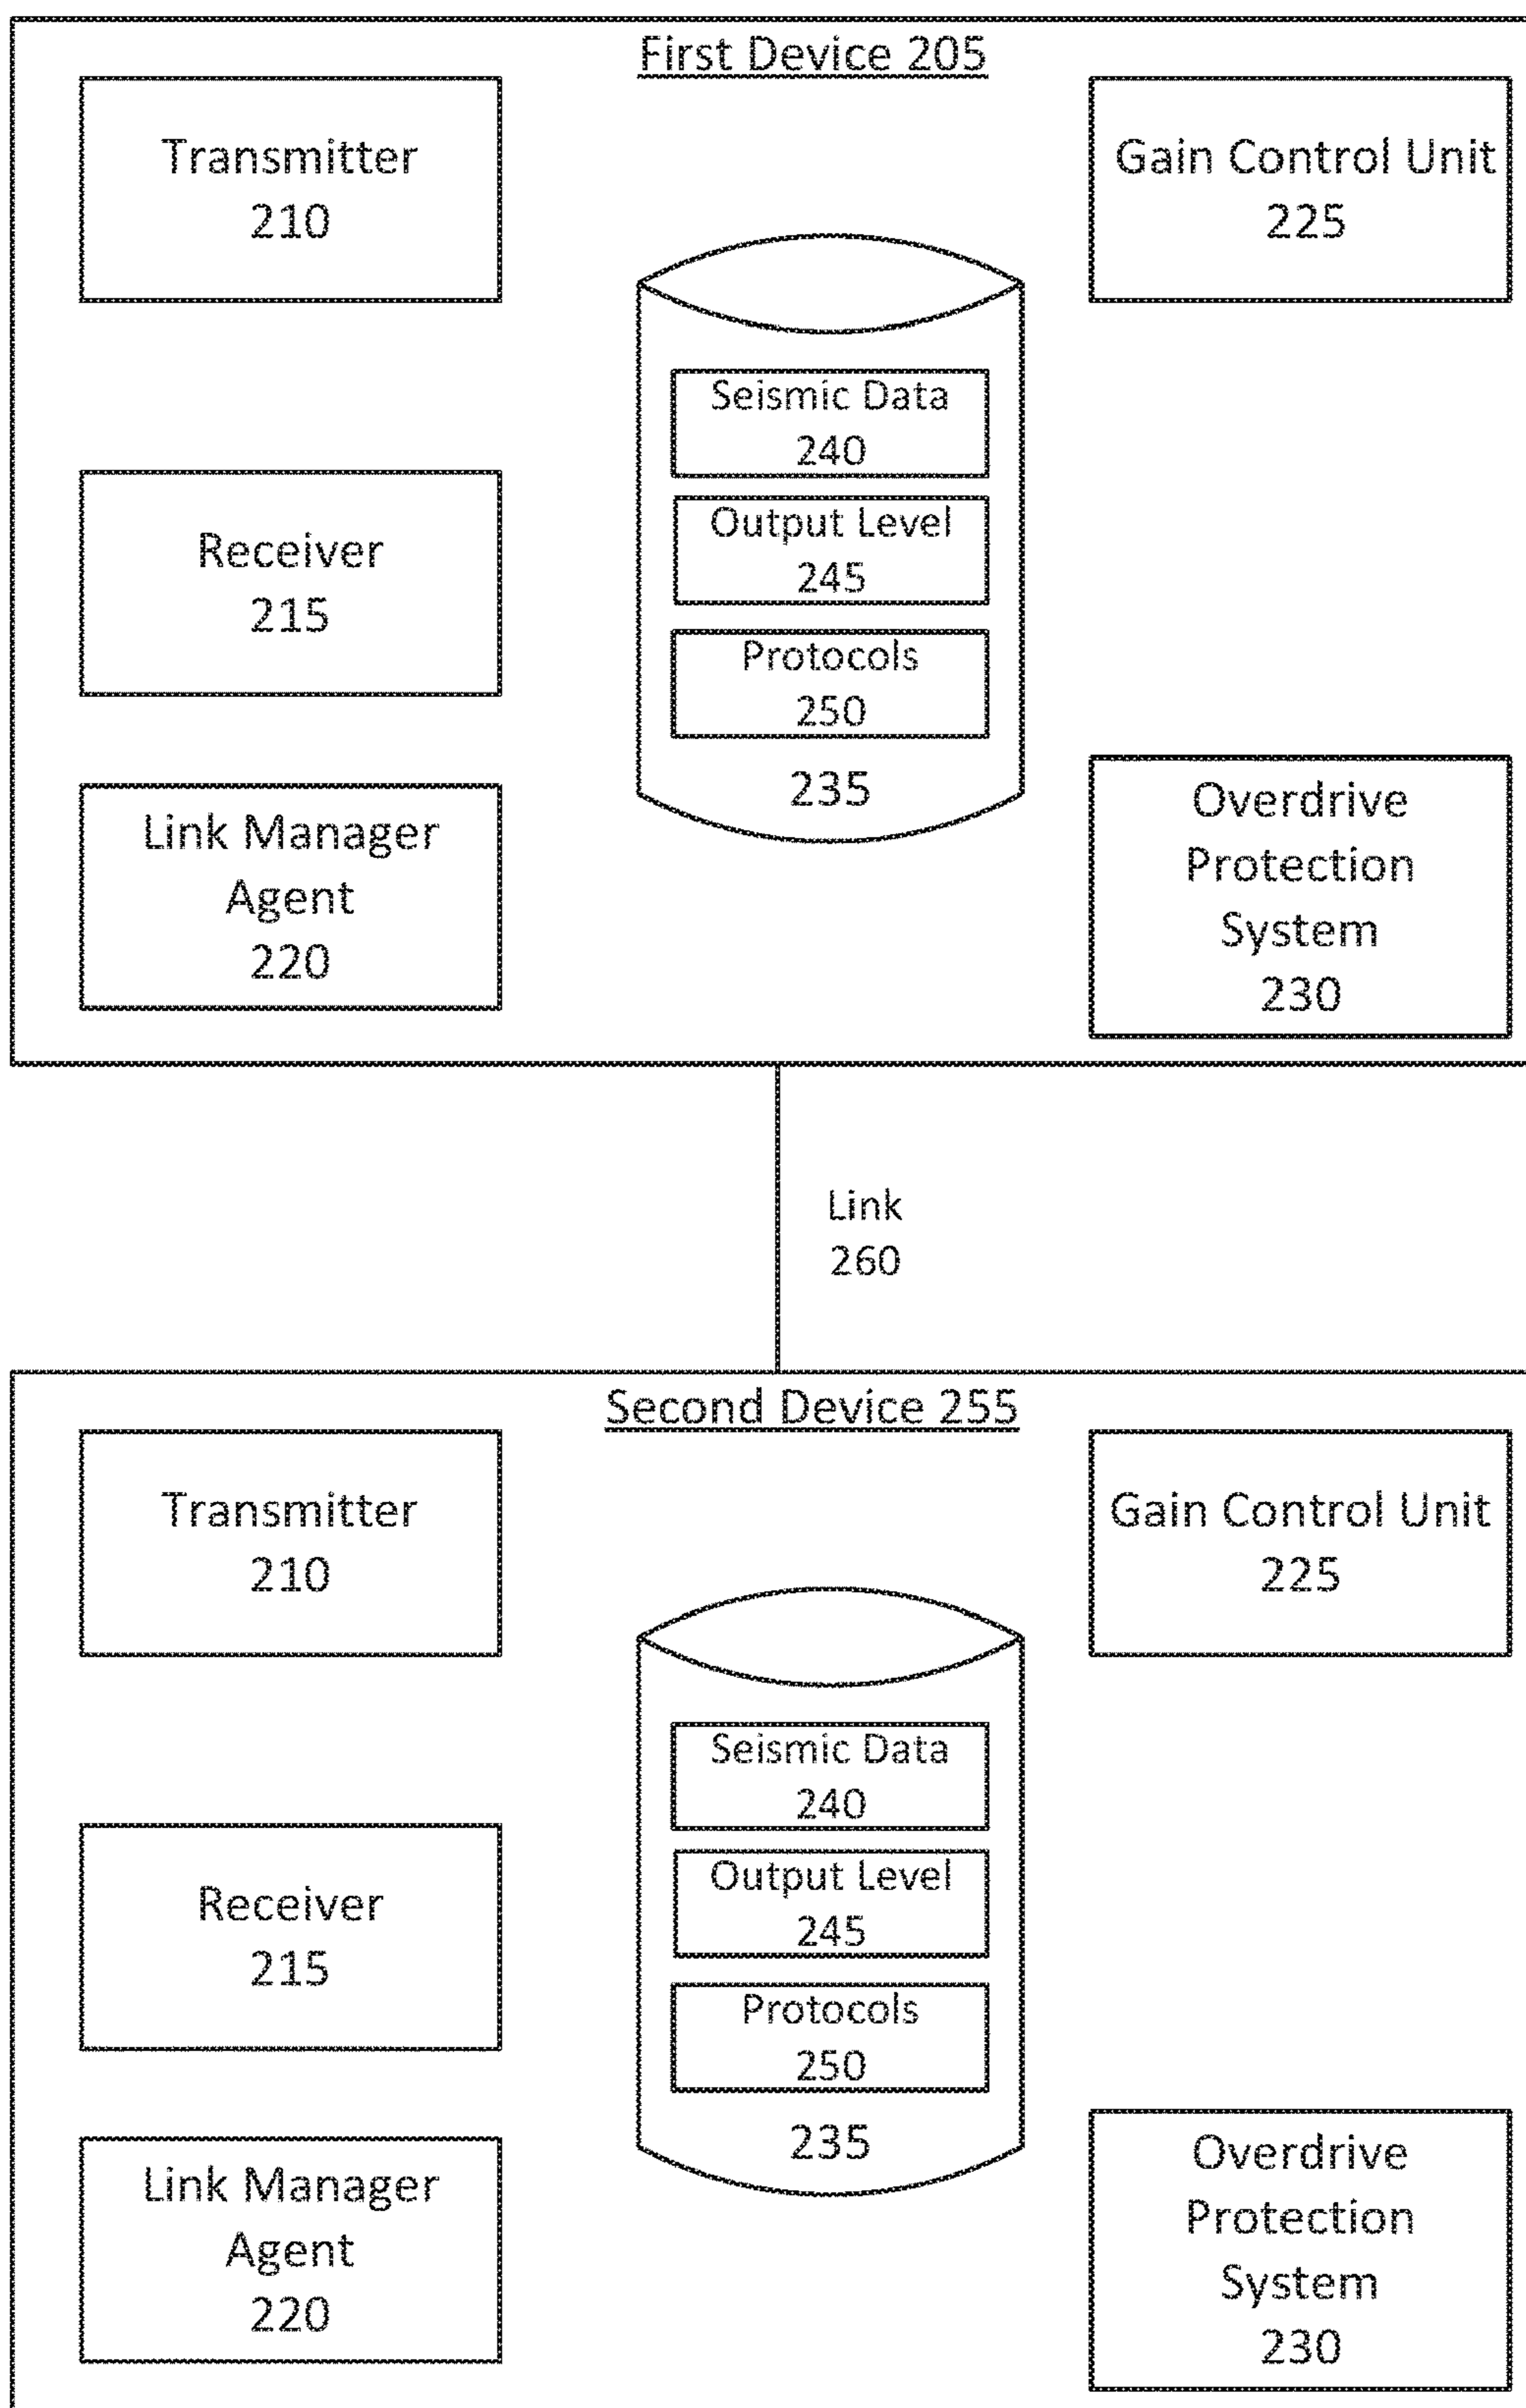 First Device 205
Transmitter
210
Gain Control Unit
225
Seismic Data
240
Output Level
245
Protocols
250
235
Receiver
215
Link Manager
Agent
220
Overdrive
Protection
System
230
Link
260
Second Device 255
Transmitter
210
Gain Control Unit
225
Seismic Data
240
Output Level
245
Protocols
250
235
Receiver
215
Link Manager
Agent
220
Overdrive
Protection
System
230